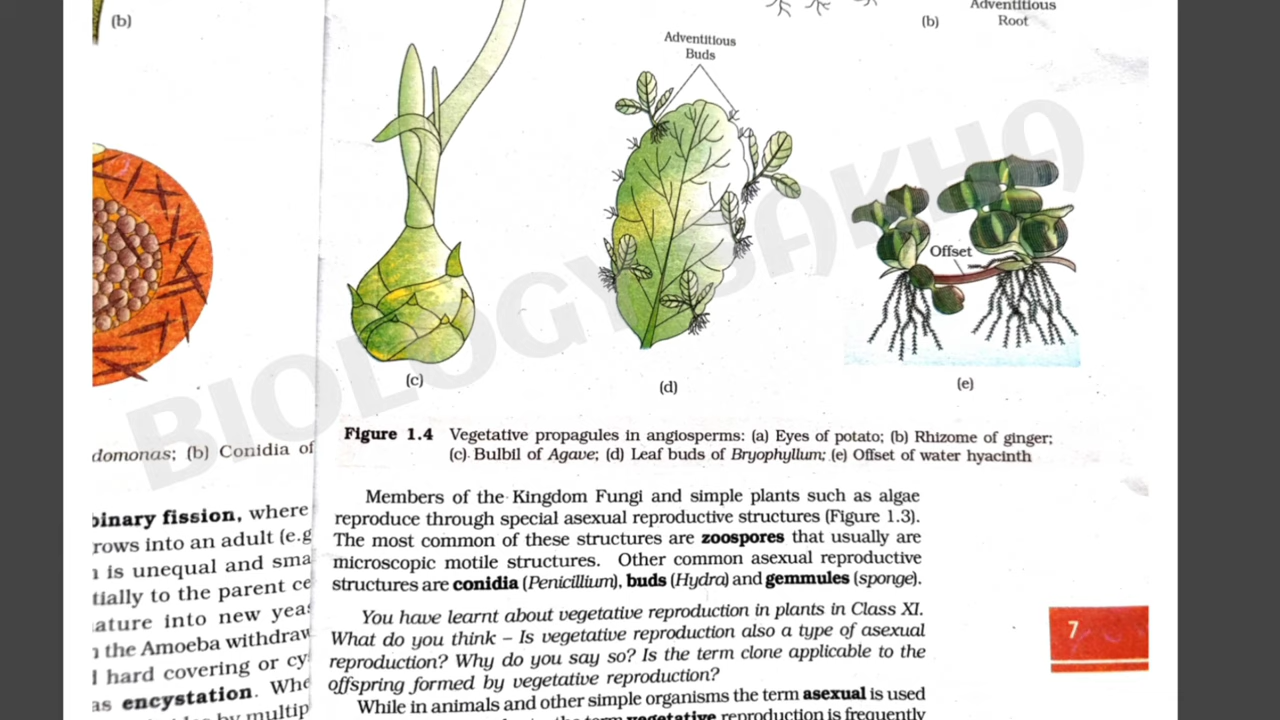 (b)
domonas; (b) Conidia of
binary fission, where
rows into an adult (e.g
is unequal and sma
tially to the parent ce
ature into new yeas
the Amoeba withdraw
hard covering or cy
as encystation. Whe
by multip
Adventitious
Root
(b)
Adventitious
Buds
Offset
(c)
(d)
(e)
BIOLOGY SAKHA
Figure 1.4 Vegetative propagules in angiosperms: (a) Eyes of potato; (b) Rhizome of ginger;
(c) Bulbil of Agave; (d) Leaf buds of Bryophyllum; (e) Offset of water hyacinth
Members of the Kingdom Fungi and simple plants such as algae
reproduce through special asexual reproductive structures (Figure 1.3).
The most common of these structures are zoospores that usually are
microscopic motile structures. Other common asexual reproductive
structures are conidia (Penicillium), buds (Hydra) and gemmules (sponge).
You have learnt about vegetative reproduction in plants in Class XI.
What do you think – Is vegetative reproduction also a type of asexual
reproduction? Why do you say so? Is the term clone applicable to the
offspring formed by vegetative reproduction?
While in animals and other simple organisms the term asexual is used
the term vegetative reproduction is frequently
7